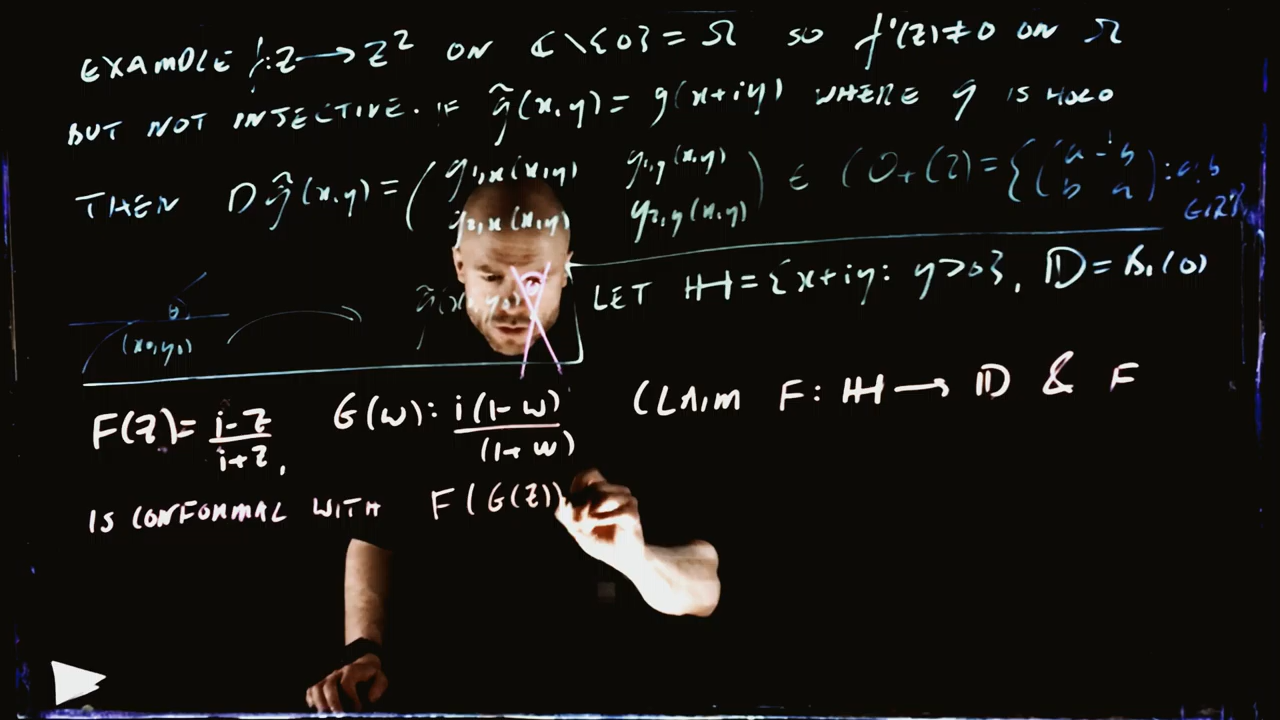 EXAMPLE f: z → z² ON ℂ\{0} = Ω SO f'(z) ≠ 0 ON Ω
BUT NOT INJECTIVE. IF g̃(x,y) = g(x+iy) WHERE g IS HOLO
THEN D g̃(x,y) = ( g₁,ₓ(x,y) g₁,y(x,y) ; g₂,ₓ(x,y) g₂,y(x,y) ) ∈ CO₊(2) = { ( a -b ; b a ) : a, b ∈ ℝ }
LET ℍ = {x+iy : y>0}, 𝔻 = B₁(0)
θ
(x₀,y₀)
F(z) = (i-z)/(i+z), G(w): i(1-w)/(1+w) CLAIM F: ℍ → 𝔻 & F
IS CONFORMAL WITH F(G(z))